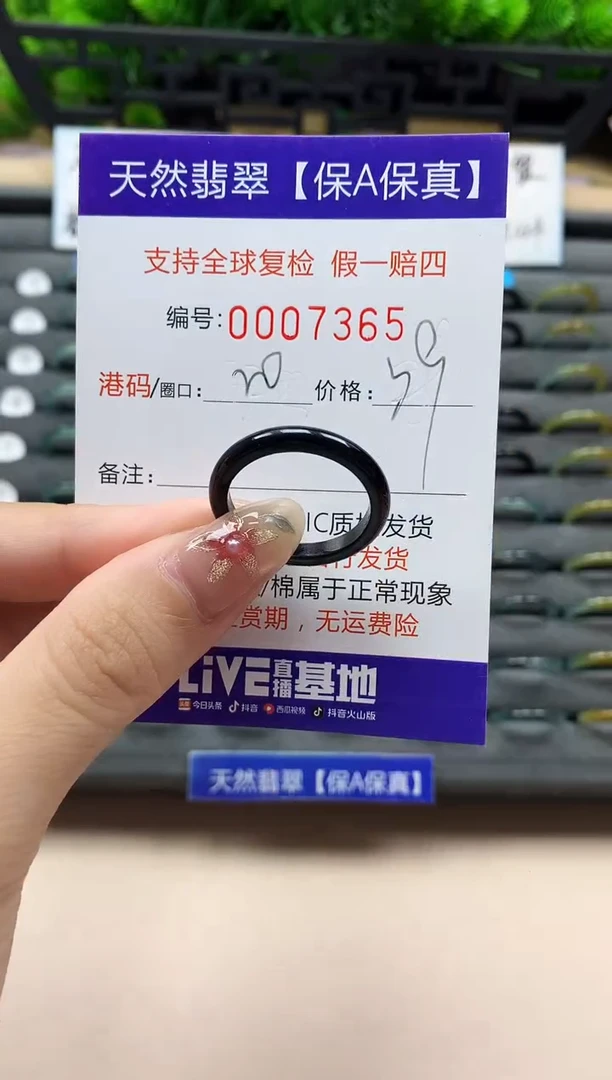 天然翡翠【保A保真】
支持全球复检 假一赔四
编号:0007365
港码/圈口: 20 价格:
备注:
IC质检发货
行发货
/棉属于正常现象
赏期，无运费险
LiVE直播基地
头条 今日头条 抖音 西瓜视频 抖音火山版
天然翡翠【保A保真】